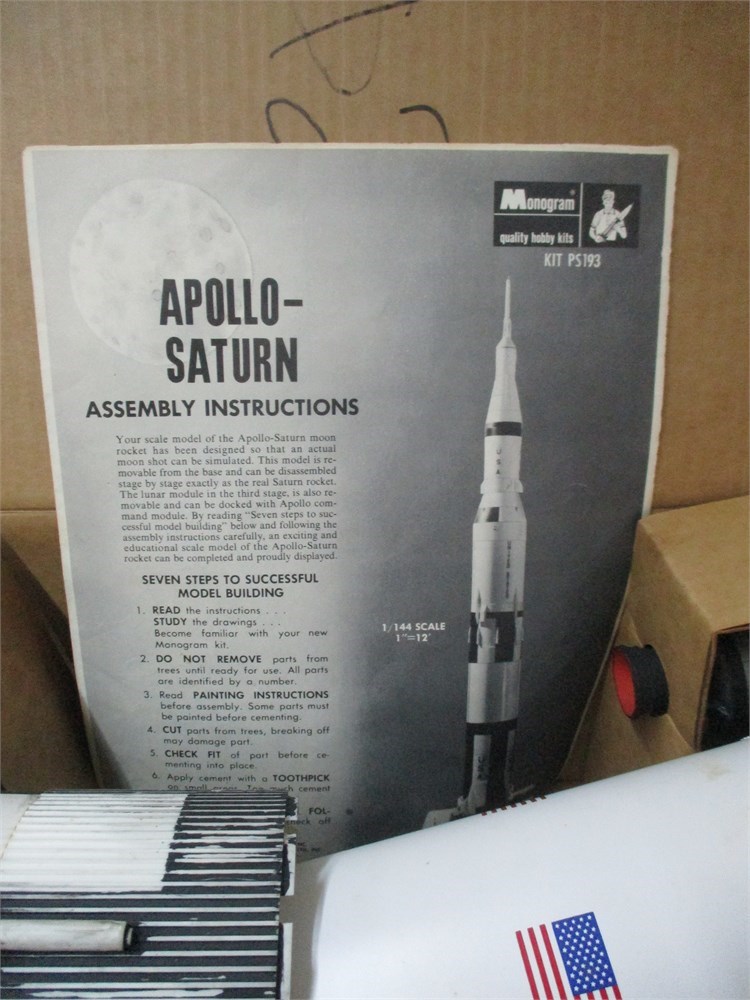 Monogram®
quality hobby kits
KIT PS193
APOLLO-
SATURN
ASSEMBLY INSTRUCTIONS
Your scale model of the Apollo-Saturn moon
rocket has been designed so that an actual
moon shot can be simulated. This model is re-
movable from the base and can be disassembled
stage by stage exactly as the real Saturn rocket.
The lunar module in the third stage, is also re-
movable and can be docked with Apollo com-
mand module. By reading "Seven steps to suc-
cessful model building" below and following the
assembly instructions carefully, an exciting and
educational scale model of the Apollo-Saturn
rocket can be completed and proudly displayed.
SEVEN STEPS TO SUCCESSFUL
MODEL BUILDING
1. READ the instructions . . .
STUDY the drawings . . .
Become familiar with your new
Monogram kit.
2. DO NOT REMOVE parts from
trees until ready for use. All parts
are identified by a number.
3. Read PAINTING INSTRUCTIONS
before assembly. Some parts must
be painted before cementing.
4. CUT parts from trees, breaking off
may damage part.
5. CHECK FIT of part before ce-
menting into place.
6. Apply cement with a TOOTHPICK
on small cement
FOL-
off
USA
1/144 SCALE
1"=12'